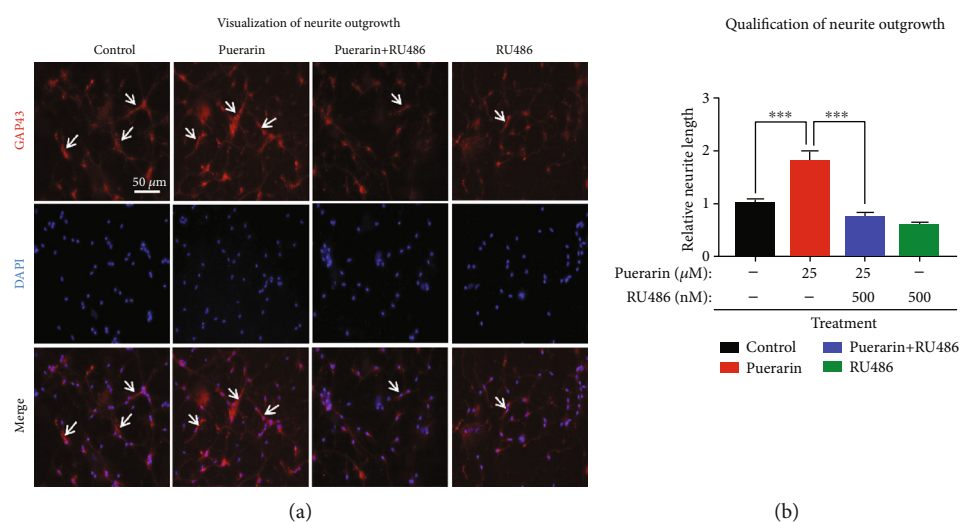 Visualization of neurite outgrowth
Control Puerarin Puerarin+RU486 RU486
GAP43
50 μm
DAPI
Merge
(a)
Qualification of neurite outgrowth
Relative neurite length
3
2
1
0
*** ***
Puerarin (μM): – 25 25 –
RU486 (nM): – – 500 500
Treatment
Control Puerarin+RU486
Puerarin RU486
(b)